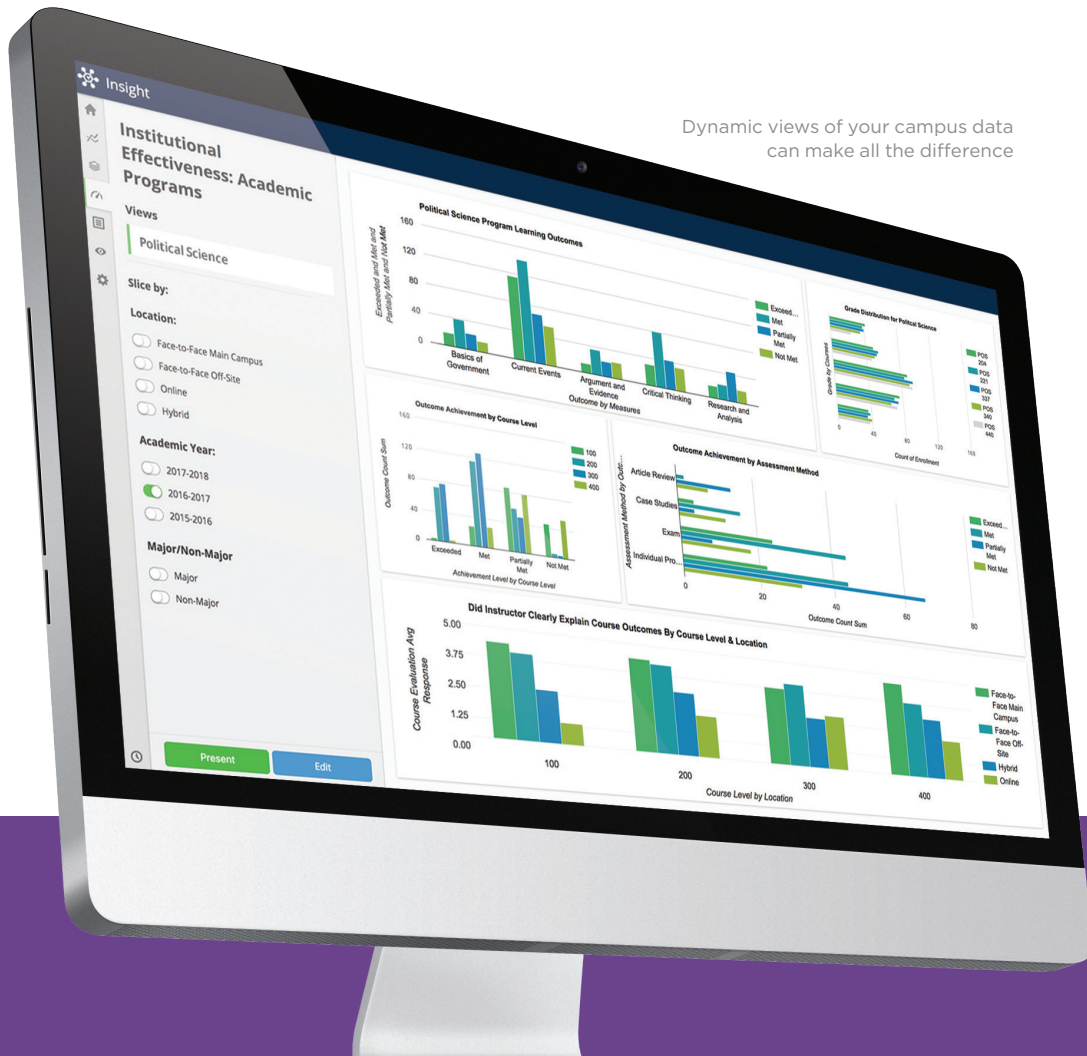 Dynamic views of your campus data
can make all the difference
Insight
Institutional
Effectiveness: Academic
Programs
Views
Political Science
Slice by:
Location:
Face-to-Face Main Campus
Face-to-Face Off-Site
Online
Hybrid
Academic Year:
2017-2018
2016-2017
2015-2016
Major/Non-Major
Major
Non-Major
Present
Edit
Political Science Program Learning Outcomes
Exceeded and Met and
Partially Met and Not Met
160
120
80
40
0
Basics of
Government
Current Events
Argument and
Evidence
Critical Thinking
Research and
Analysis
Outcome by Measures
Exceed...
Met
Partially
Met
Not Met
Grade Distribution for Politcal Science
Grade by Courses
0
40
80
120
160
Count of Enrollment
POS
204
POS
221
POS
337
POS
340
POS
440
Outcome Achievement by Course Level
Outcome Count Sum
160
120
80
40
0
Exceeded
Met
Partially
Met
Not Met
Achievement Level by Course Level
100
200
300
400
Outcome Achievement by Assessment Method
Assessment Method by Outc...
Article Review
Case Studies
Exam
Individual Pro...
0
20
40
60
80
Outcome Count Sum
Exceed...
Met
Partially
Met
Not Met
Did Instructor Clearly Explain Course Outcomes By Course Level & Location
Course Evaluation Avg
Response
5.00
3.75
2.50
1.25
0.00
100
200
300
400
Course Level by Location
Face-to-
Face Main
Campus
Face-to-
Face Off-
Site
Hybrid
Online